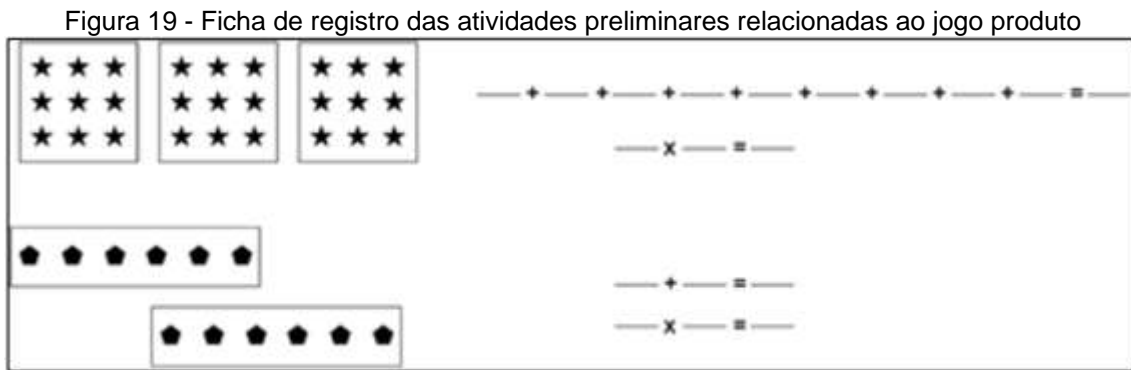 Figura 19 - Ficha de registro das atividades preliminares relacionadas ao jogo produto
___ + ___ + ___ + ___ + ___ + ___ + ___ + ___ = ___
___ x ___ = ___
___ + ___ = ___
___ x ___ = ___